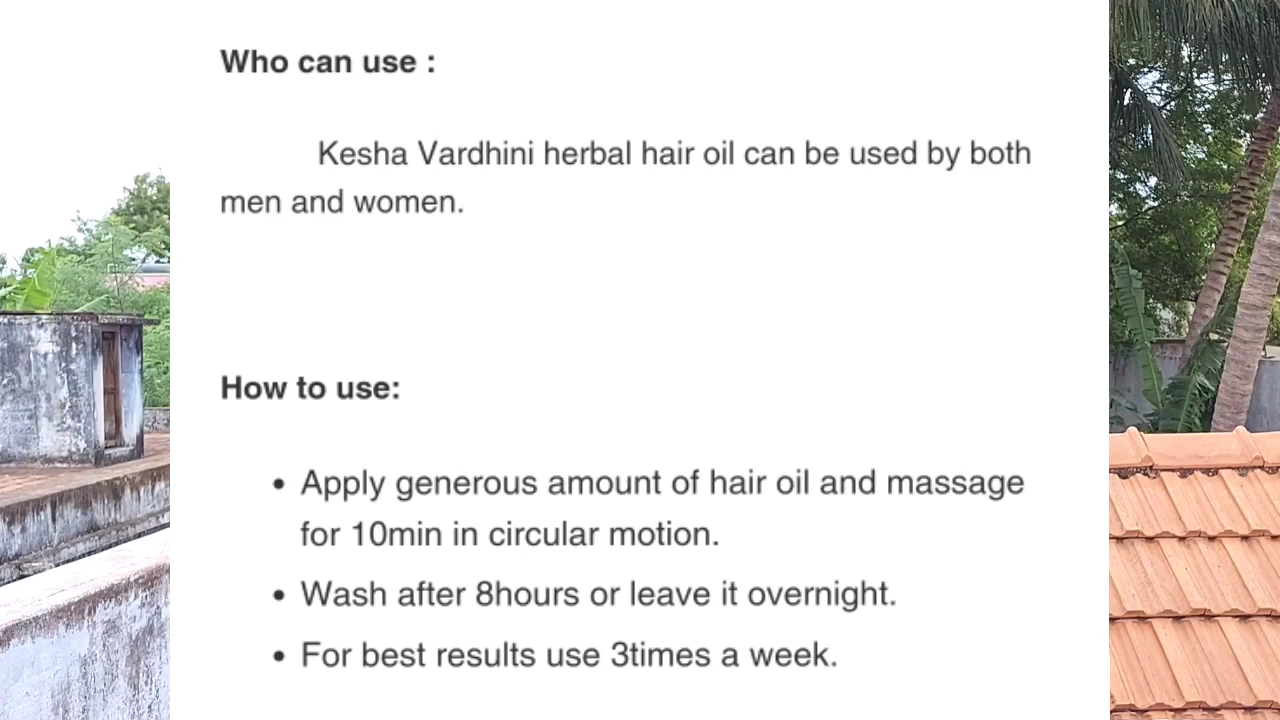 Who can use :
Kesha Vardhini herbal hair oil can be used by both
men and women.
How to use:
• Apply generous amount of hair oil and massage
for 10min in circular motion.
• Wash after 8hours or leave it overnight.
• For best results use 3times a week.